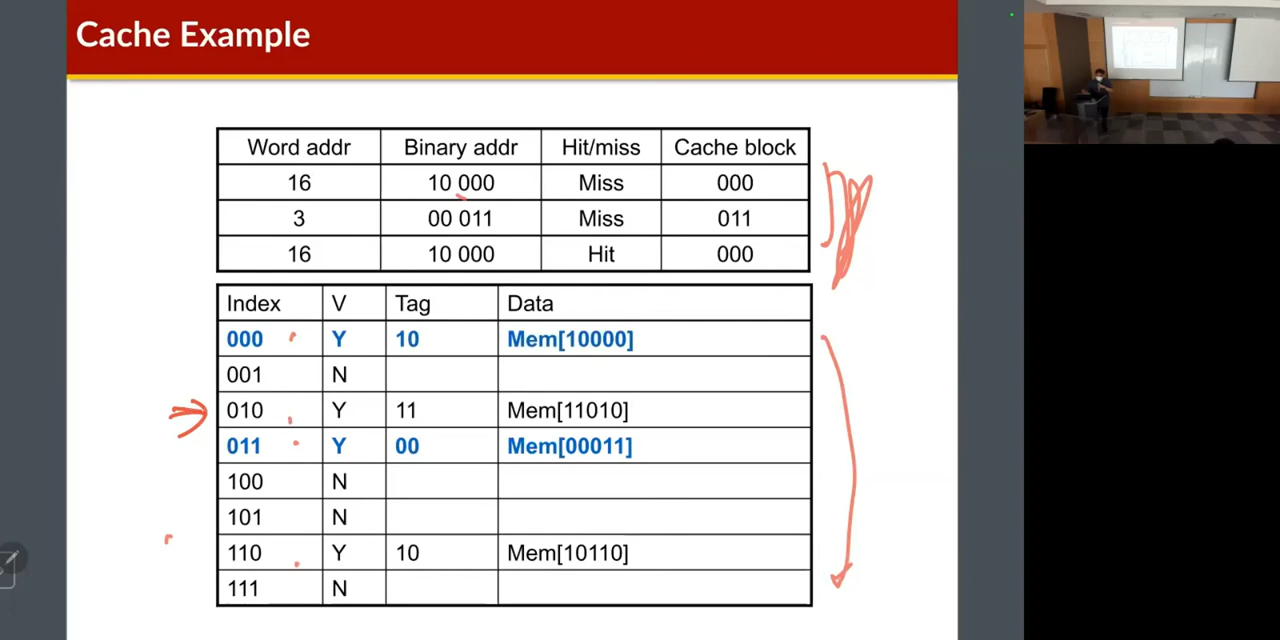 Cache Example
Word addr Binary addr Hit/miss Cache block
16 10 000 Miss 000
3 00 011 Miss 011
16 10 000 Hit 000
Index V Tag Data
000 Y 10 Mem[10000]
001 N
010 Y 11 Mem[11010]
011 Y 00 Mem[00011]
100 N
101 N
110 Y 10 Mem[10110]
111 N